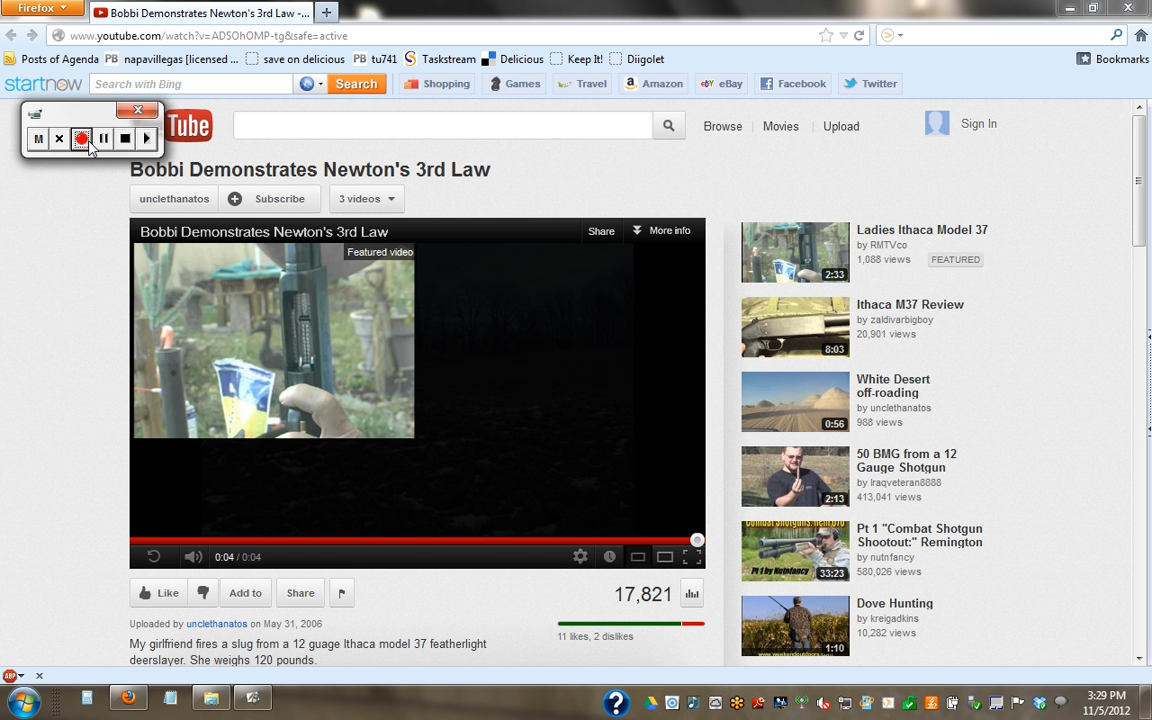 Firefox
Bobbi Demonstrates Newton's 3rd Law -...
www.youtube.com/watch?v=ADSOhOMP-tg&safe=active
Posts of Agenda
PB napavillegas [licensed ...
save on delicious
PB tu741
Taskstream
Delicious
Keep It!
Diigolet
Bookmarks
startnow
Search with Bing
Search
Shopping
Games
Travel
Amazon
eBay
Facebook
Twitter
M
Tube
Browse
Movies
Upload
Sign In
Bobbi Demonstrates Newton's 3rd Law
unclethanatos
Subscribe
3 videos
Bobbi Demonstrates Newton's 3rd Law
Share
More info
Featured video
0:04 / 0:04
Like
Add to
Share
17,821
Uploaded by unclethanatos on May 31, 2006
11 likes, 2 dislikes
My girlfriend fires a slug from a 12 guage Ithaca model 37 featherlight
deerslayer. She weighs 120 pounds.
Ladies Ithaca Model 37
by RMTVco
1,088 views
FEATURED
2:33
Ithaca M37 Review
by zaldivarbigboy
20,901 views
8:03
White Desert
off-roading
by unclethanatos
988 views
0:56
50 BMG from a 12
Gauge Shotgun
by Iraqveteran8888
413,041 views
2:13
Pt 1 "Combat Shotgun
Shootout:" Remington
by nutnfancy
580,026 views
Pt 1 by Nutnfancy
33:23
Dove Hunting
by kreigadkins
10,282 views
1:10
ABP
3:29 PM
11/5/2012